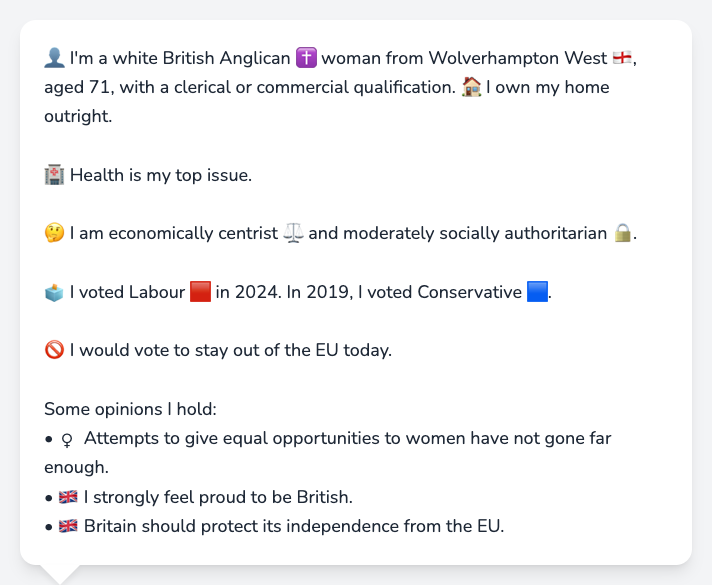 👤 I'm a white British Anglican ✝️ woman from Wolverhampton West 🏴󠁧󠁢󠁥󠁮󠁧󠁿,
aged 71, with a clerical or commercial qualification. 🏠 I own my home
outright.
🏥 Health is my top issue.
🤔 I am economically centrist ⚖️ and moderately socially authoritarian 🔒.
🗳️ I voted Labour 🟥 in 2024. In 2019, I voted Conservative 🟦.
🚫 I would vote to stay out of the EU today.
Some opinions I hold:
• ♀ Attempts to give equal opportunities to women have not gone far
enough.
• 🇬🇧 I strongly feel proud to be British.
• 🇬🇧 Britain should protect its independence from the EU.